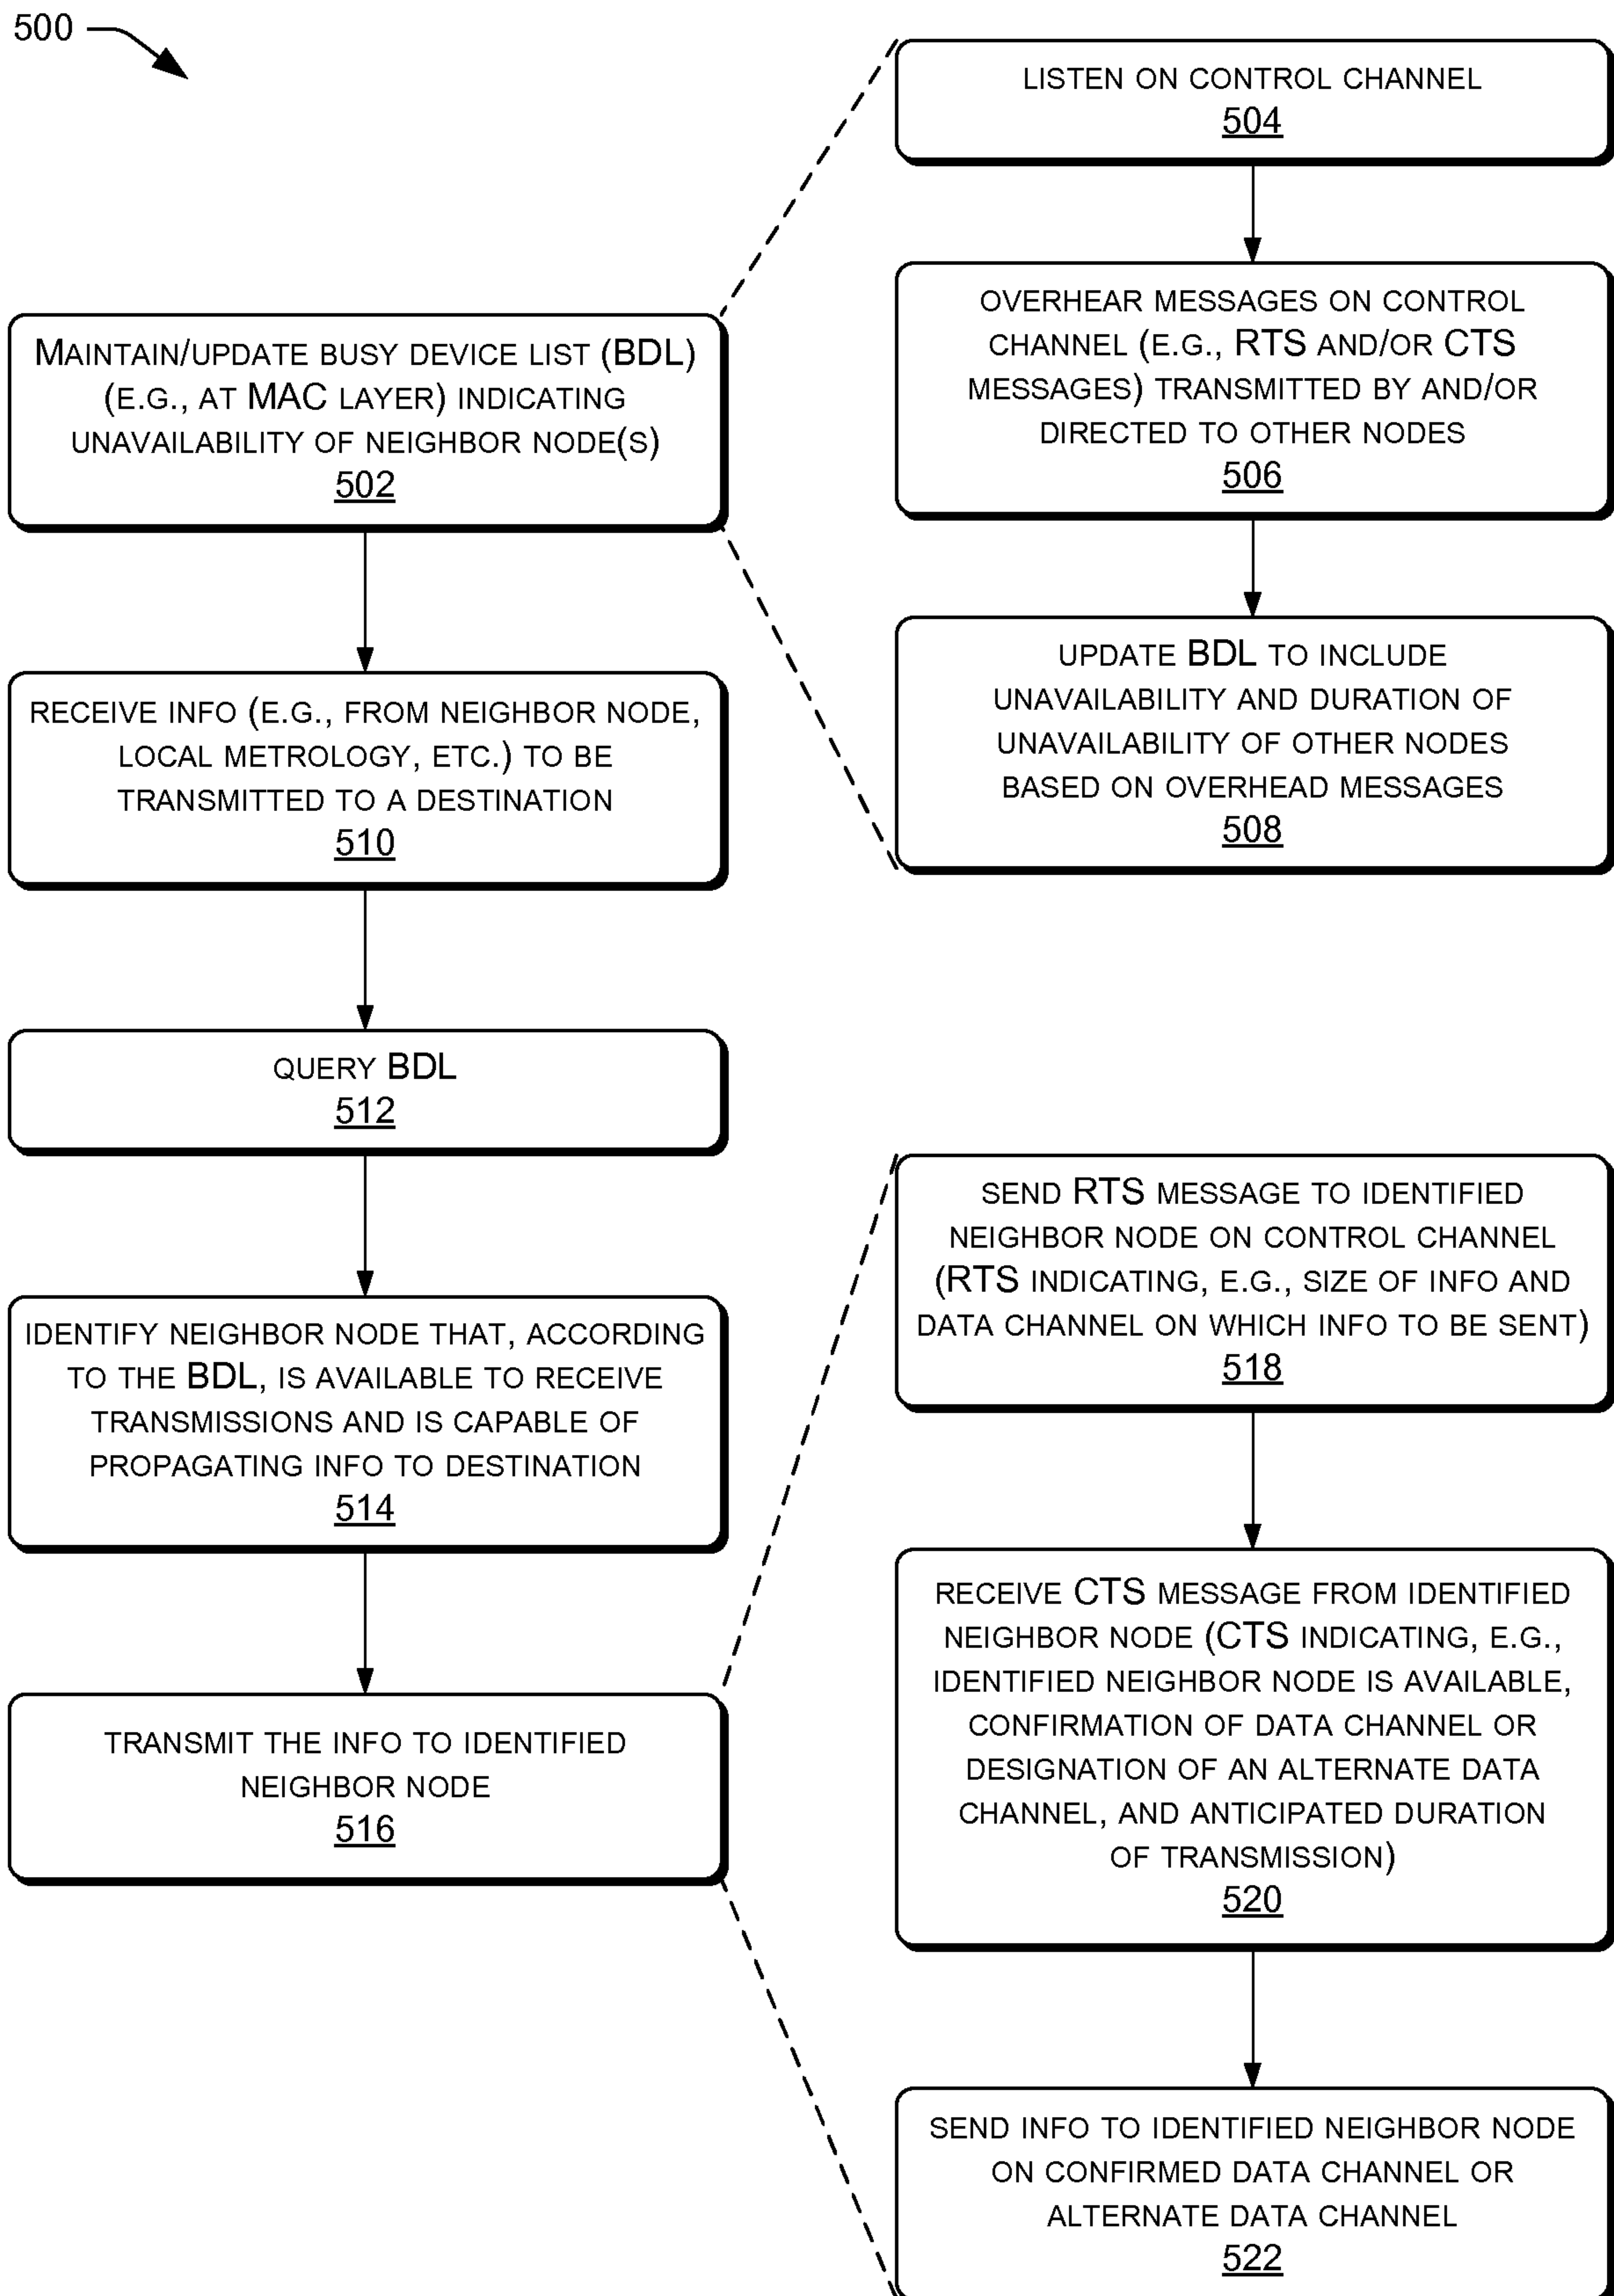 500
MAINTAIN/UPDATE BUSY DEVICE LIST (BDL)
(E.G., AT MAC LAYER) INDICATING
UNAVAILABILITY OF NEIGHBOR NODE(S)
502
LISTEN ON CONTROL CHANNEL
504
OVERHEAR MESSAGES ON CONTROL
CHANNEL (E.G., RTS AND/OR CTS
MESSAGES) TRANSMITTED BY AND/OR
DIRECTED TO OTHER NODES
506
UPDATE BDL TO INCLUDE
UNAVAILABILITY AND DURATION OF
UNAVAILABILITY OF OTHER NODES
BASED ON OVERHEAD MESSAGES
508
RECEIVE INFO (E.G., FROM NEIGHBOR NODE,
LOCAL METROLOGY, ETC.) TO BE
TRANSMITTED TO A DESTINATION
510
QUERY BDL
512
IDENTIFY NEIGHBOR NODE THAT, ACCORDING
TO THE BDL, IS AVAILABLE TO RECEIVE
TRANSMISSIONS AND IS CAPABLE OF
PROPAGATING INFO TO DESTINATION
514
TRANSMIT THE INFO TO IDENTIFIED
NEIGHBOR NODE
516
SEND RTS MESSAGE TO IDENTIFIED
NEIGHBOR NODE ON CONTROL CHANNEL
(RTS INDICATING, E.G., SIZE OF INFO AND
DATA CHANNEL ON WHICH INFO TO BE SENT)
518
RECEIVE CTS MESSAGE FROM IDENTIFIED
NEIGHBOR NODE (CTS INDICATING, E.G.,
IDENTIFIED NEIGHBOR NODE IS AVAILABLE,
CONFIRMATION OF DATA CHANNEL OR
DESIGNATION OF AN ALTERNATE DATA
CHANNEL, AND ANTICIPATED DURATION
OF TRANSMISSION)
520
SEND INFO TO IDENTIFIED NEIGHBOR NODE
ON CONFIRMED DATA CHANNEL OR
ALTERNATE DATA CHANNEL
522